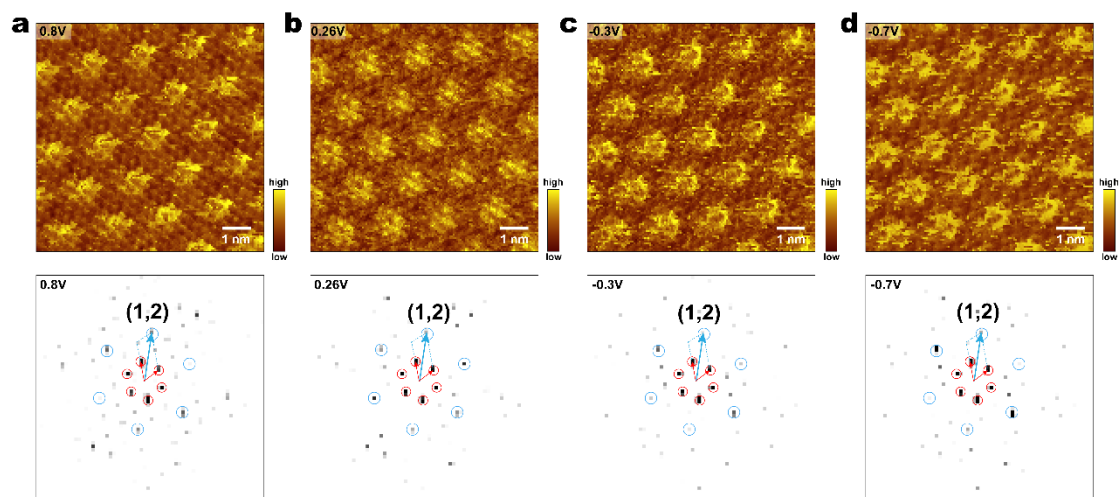 a
0.8V
high
low
1 nm
0.8V
(1,2)
b
0.26V
high
low
1 nm
0.26V
(1,2)
c
-0.3V
high
low
1 nm
-0.3V
(1,2)
d
-0.7V
high
low
1 nm
-0.7V
(1,2)